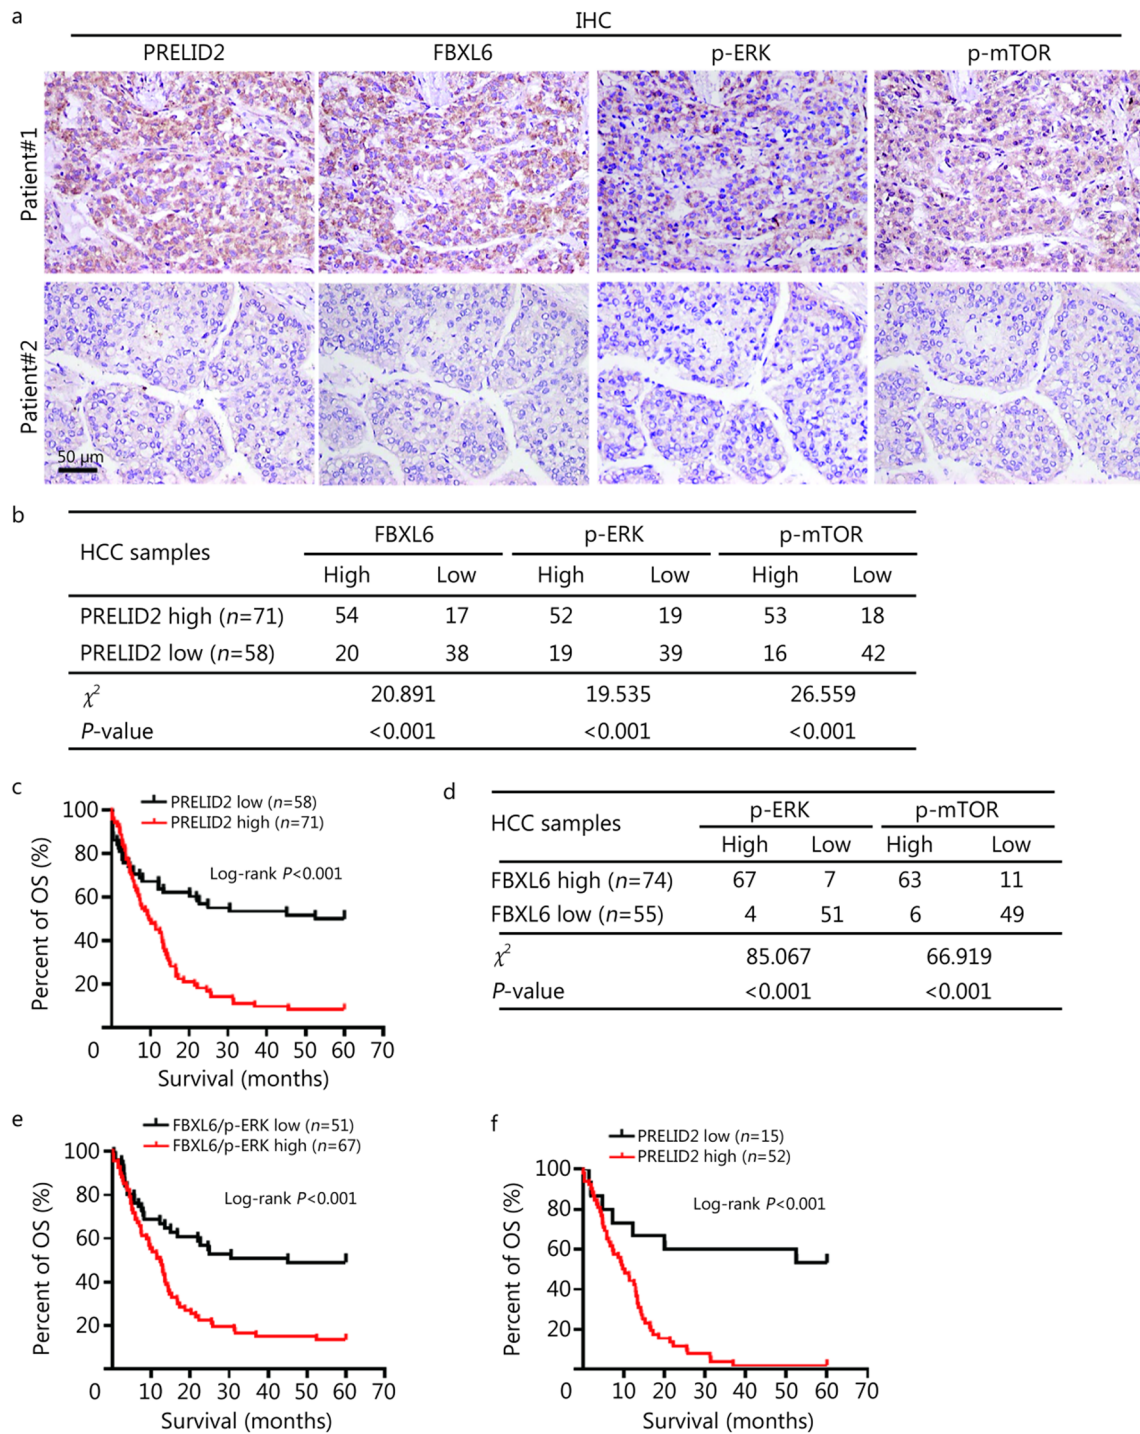 a
IHC
PRELID2 FBXL6 p-ERK p-mTOR
Patient#1
Patient#2
50 μm
b
HCC samples FBXL6 p-ERK p-mTOR
High Low High Low High Low
PRELID2 high (n=71) 54 17 52 19 53 18
PRELID2 low (n=58) 20 38 19 39 16 42
χ² 20.891 19.535 26.559
P-value <0.001 <0.001 <0.001
c
PRELID2 low (n=58)
PRELID2 high (n=71)
Log-rank P<0.001
Percent of OS (%)
100
80
60
40
20
0 10 20 30 40 50 60 70
Survival (months)
d
HCC samples p-ERK p-mTOR
High Low High Low
FBXL6 high (n=74) 67 7 63 11
FBXL6 low (n=55) 4 51 6 49
χ² 85.067 66.919
P-value <0.001 <0.001
e
FBXL6/p-ERK low (n=51)
FBXL6/p-ERK high (n=67)
Log-rank P<0.001
Percent of OS (%)
100
80
60
40
20
0 10 20 30 40 50 60 70
Survival (months)
f
PRELID2 low (n=15)
PRELID2 high (n=52)
Log-rank P<0.001
Percent of OS (%)
100
80
60
40
20
0 10 20 30 40 50 60 70
Survival (months)